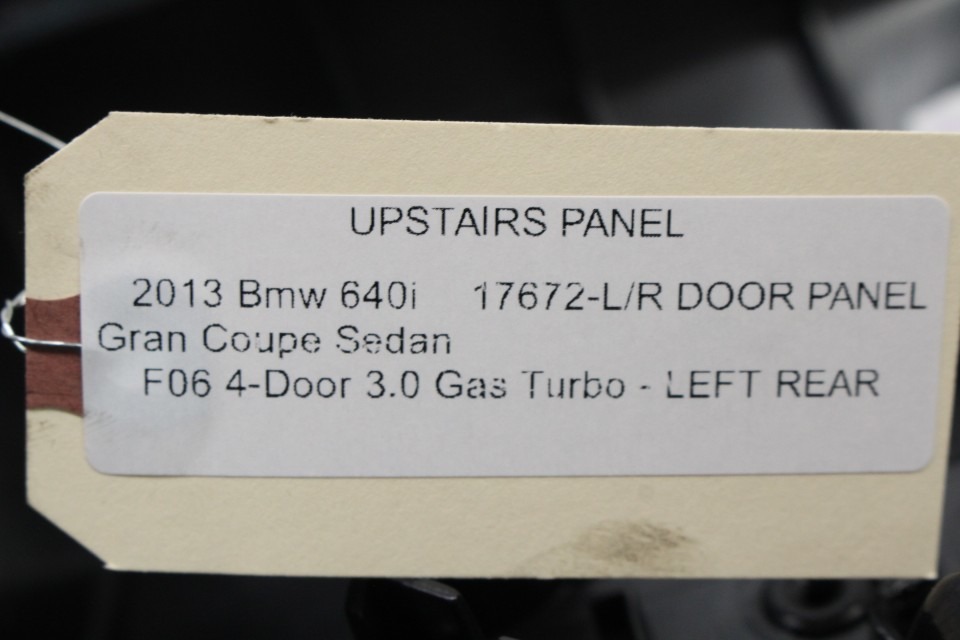 UPSTAIRS PANEL
2013 Bmw 640i 17672-L/R DOOR PANEL
Gran Coupe Sedan
F06 4-Door 3.0 Gas Turbo - LEFT REAR